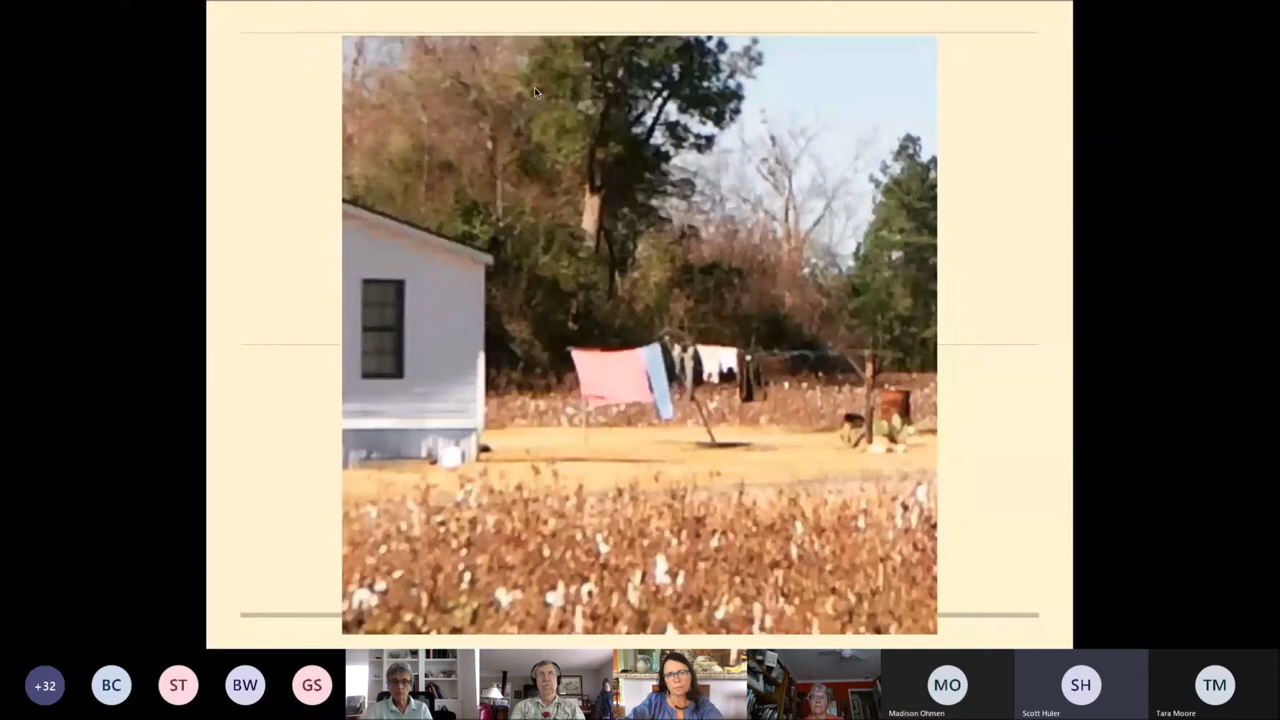 +32
BC
ST
BW
GS
MO
Madison Ohmen
SH
Scott Huler
TM
Tara Moore